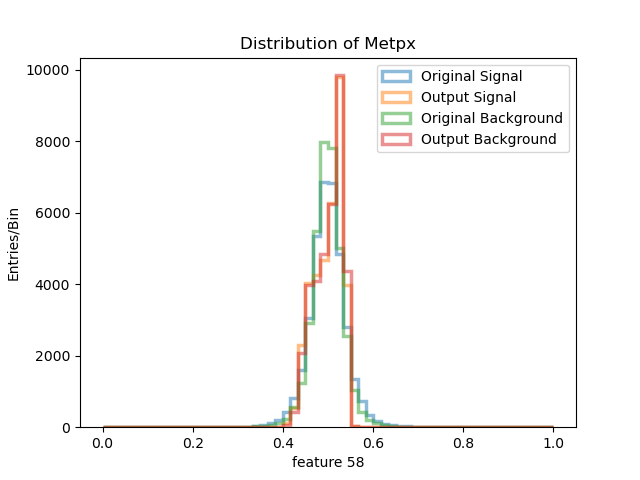 Distribution of Metpx
Original Signal
Output Signal
Original Background
Output Background
Entries/Bin
10000
8000
6000
4000
2000
0
0.0 0.2 0.4 0.6 0.8 1.0
feature 58